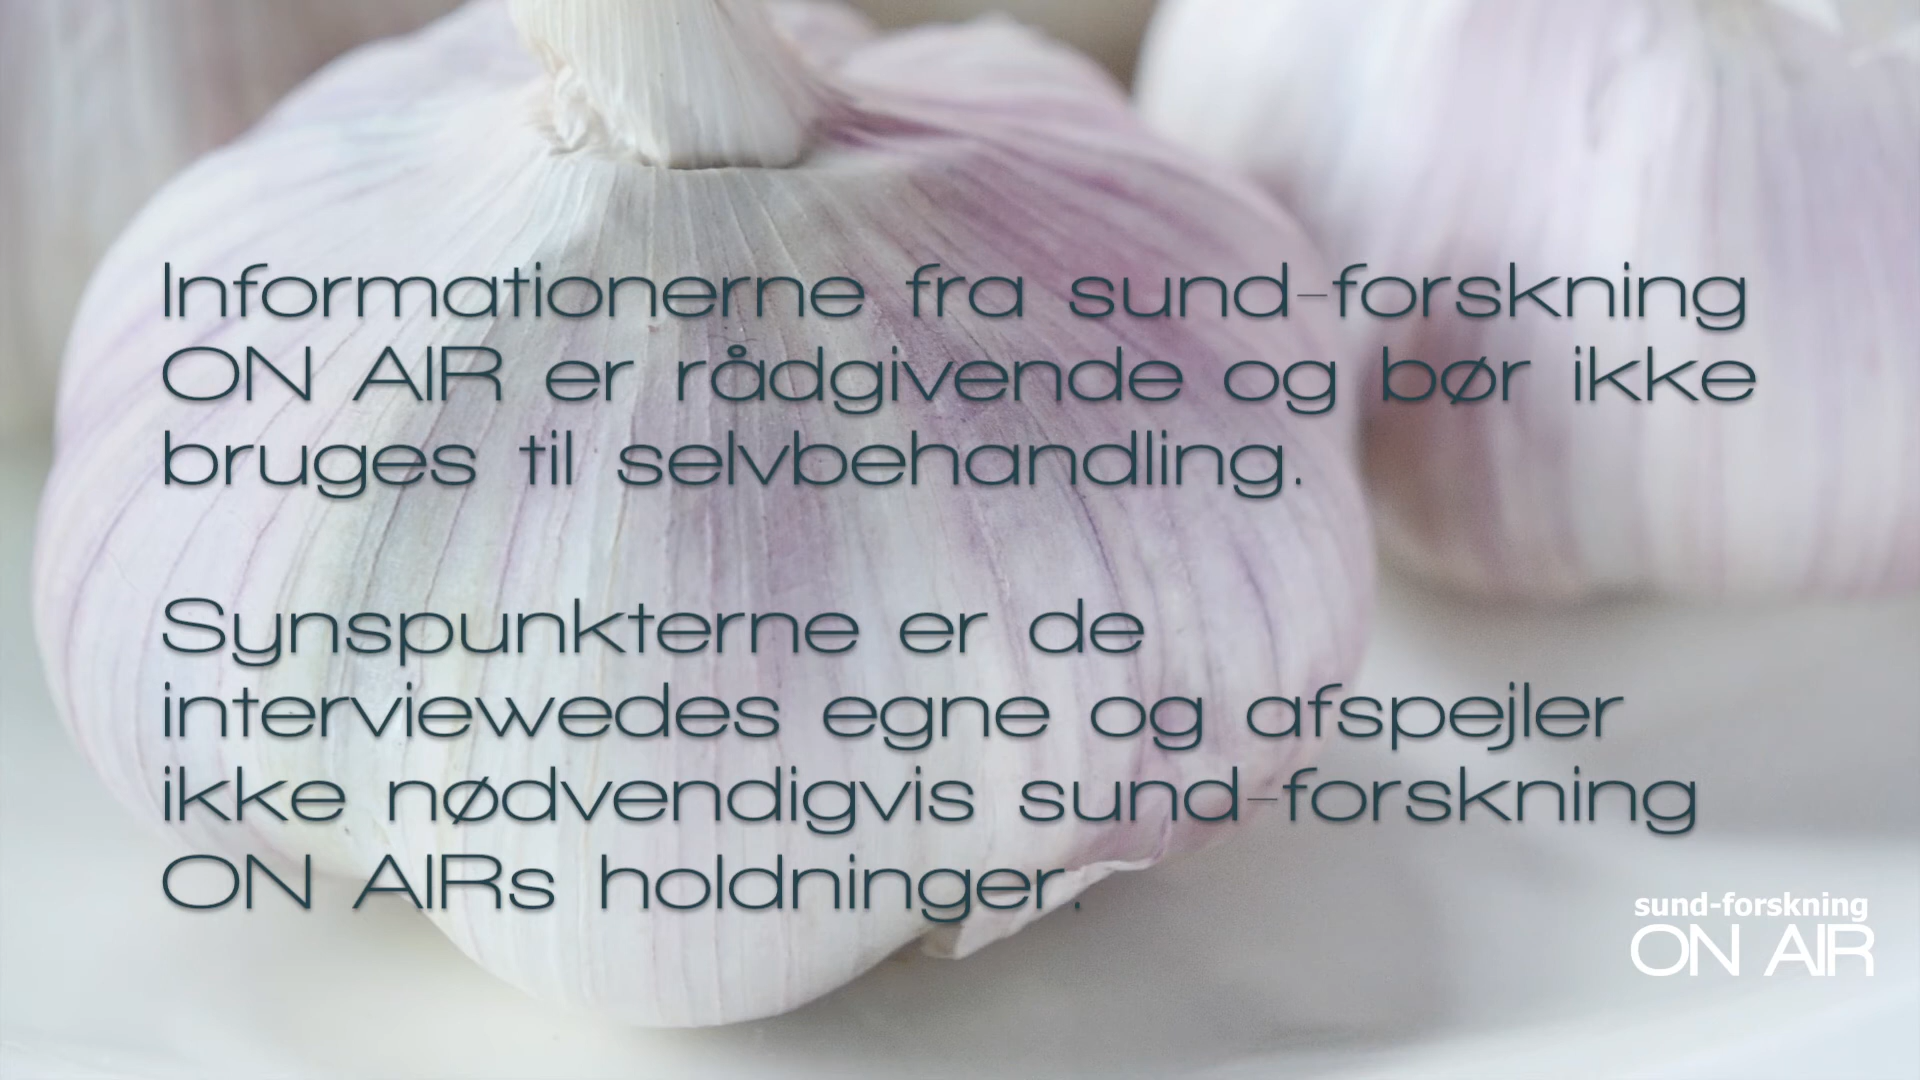 Informationerne fra sund-forskning
ON AIR er rådgivende og bør ikke
bruges til selvbehandling.
Synspunkterne er de
interviewedes egne og afspejler
ikke nødvendigvis sund-forskning
ON AIRs holdninger.
sund-forskning
ON AIR